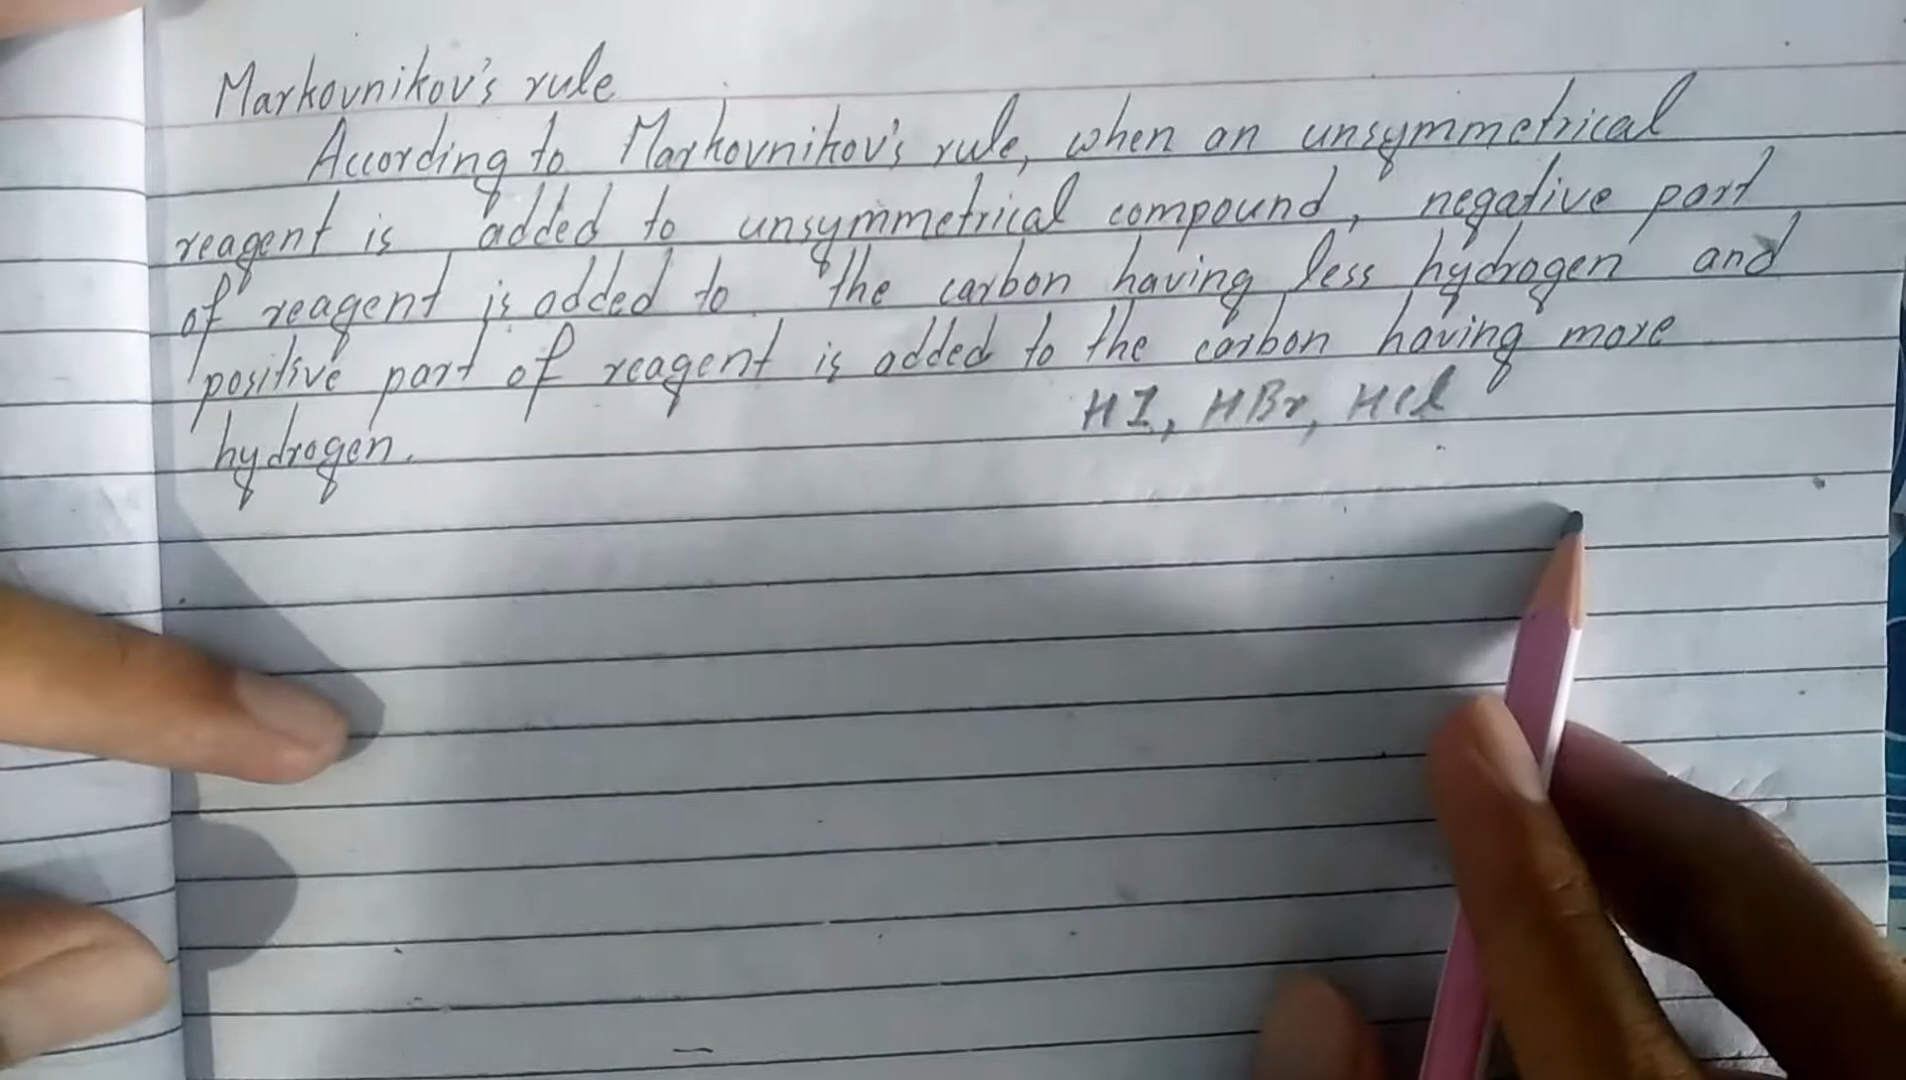 Markovnikov's rule
According to Markovnikov's rule, when an unsymmetrical
reagent is added to unsymmetrical compound, negative part
of reagent is added to the carbon having less hydrogen and
positive part of reagent is added to the carbon having more
hydrogen.
HI, HBr, HCl